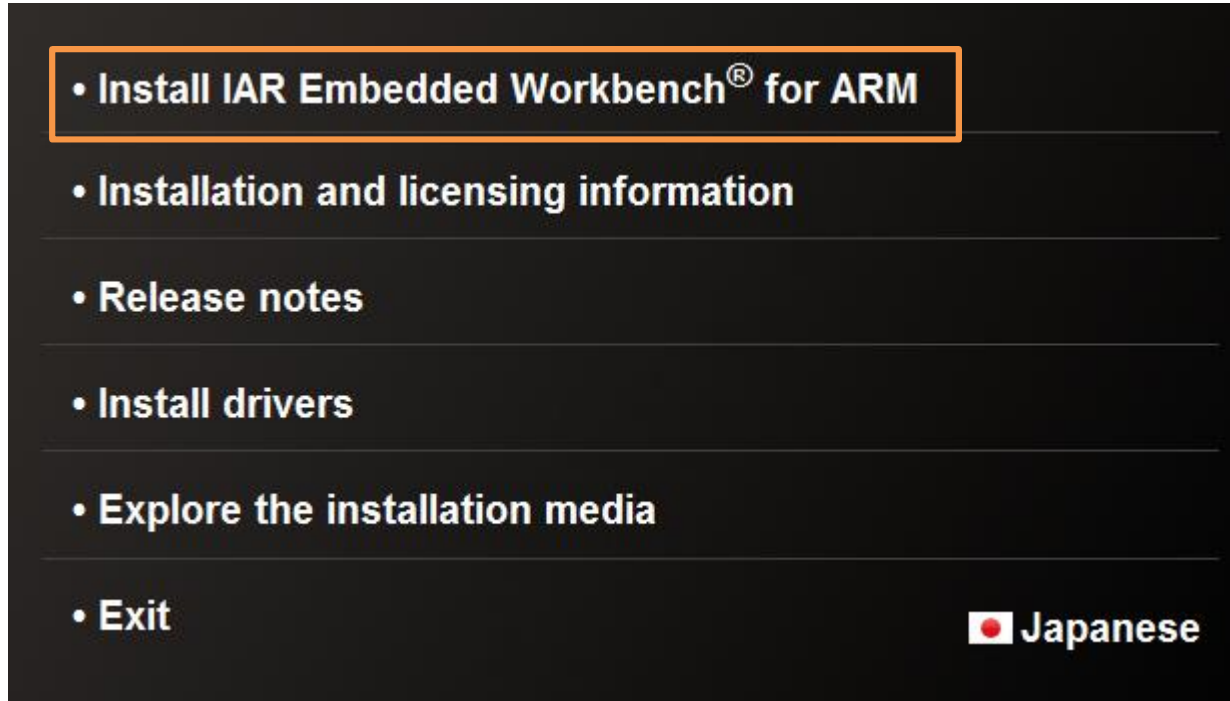 • Install IAR Embedded Workbench® for ARM
• Installation and licensing information
• Release notes
• Install drivers
• Explore the installation media
• Exit
Japanese